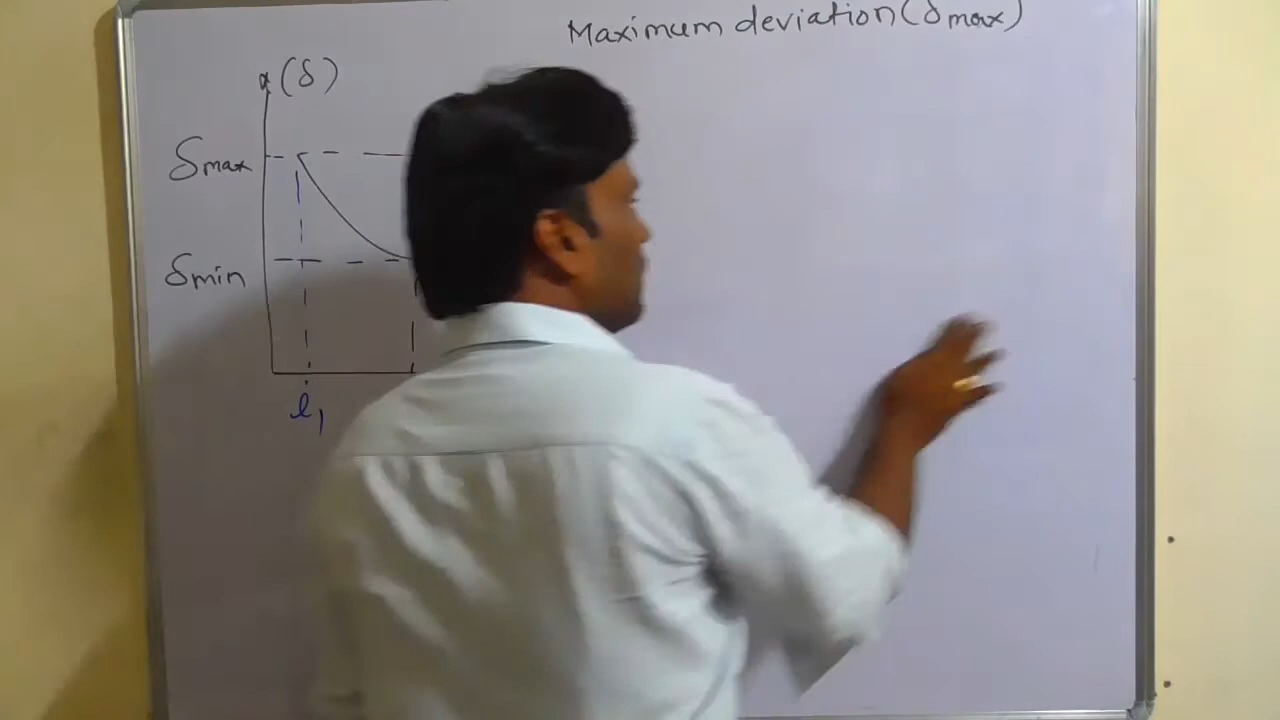 Maximum deviation(δmax)
(δ)
δmax
δmin
i1